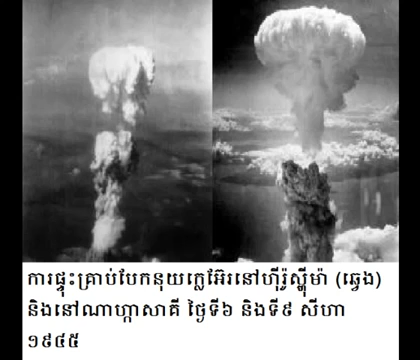 ការផ្ទុះគ្រាប់បែកនុយក្លេអ៊ែរនៅហ៊ីរ៉ូស្ហ៊ីម៉ា (ឆ្វេង)
និងនៅណាហ្កាសាគី ថ្ងៃទី៦ និងទី៩ សីហា
១៩៤៥